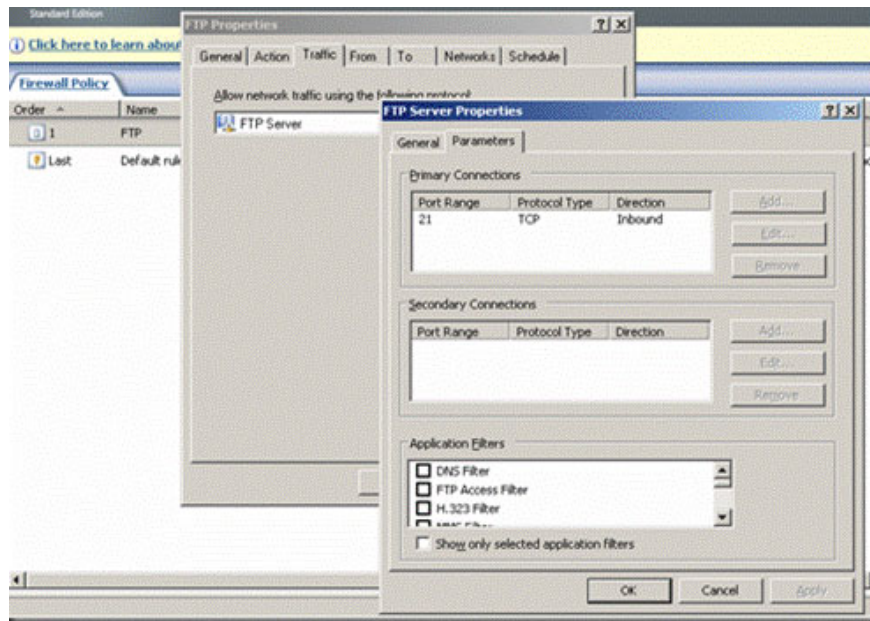 Standard Edition
Click here to learn about
Firewall Policy
Order Name
1 FTP
Last Default rule
FTP Properties
General Action Traffic From To Networks Schedule
Allow network traffic using the following protocol
FTP Server
FTP Server Properties
General Parameters
Primary Connections
Port Range Protocol Type Direction
21 TCP Inbound
Add...
Edit...
Remove
Secondary Connections
Port Range Protocol Type Direction
Add...
Edit...
Remove
Application Filters
DNS Filter
FTP Access Filter
H.323 Filter
MMS Filter
Show only selected application filters
OK Cancel Apply